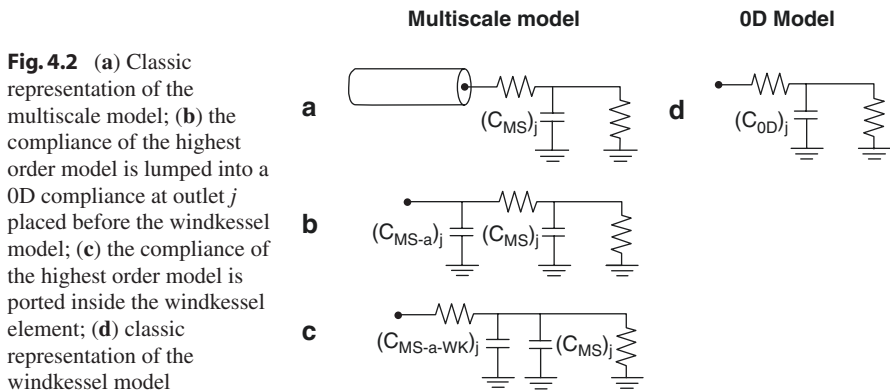 Multiscale model
0D Model
Fig. 4.2 (a) Classic
representation of the
multiscale model; (b) the
compliance of the highest
order model is lumped into a
0D compliance at outlet j
placed before the windkessel
model; (c) the compliance of
the highest order model is
ported inside the windkessel
element; (d) classic
representation of the
windkessel model
a
(C_MS)_j
d
(C_0D)_j
b
(C_MS-a)_j
(C_MS)_j
c
(C_MS-a-WK)_j
(C_MS)_j